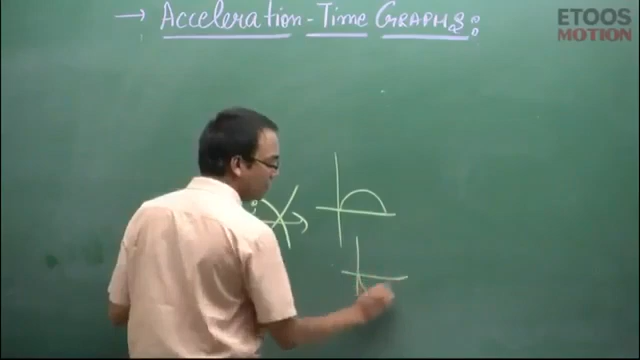 → Acceleration - Time GRAPHS :
ETOOS
MOTION